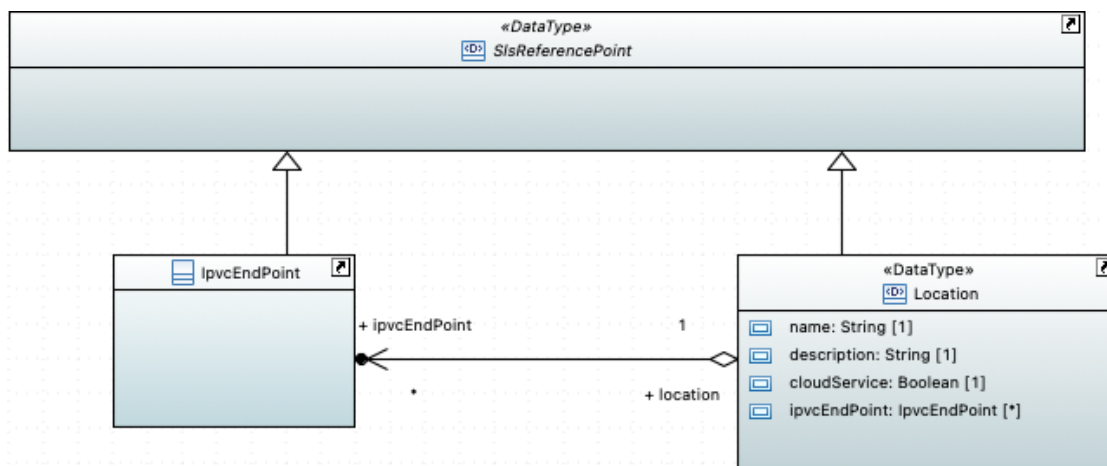 «DataType»
<D> SlsReferencePoint
IpvcEndPoint
«DataType»
<D> Location
name: String [1]
description: String [1]
cloudService: Boolean [1]
ipvcEndPoint: IpvcEndPoint [*]
+ ipvcEndPoint
1
*
+ location